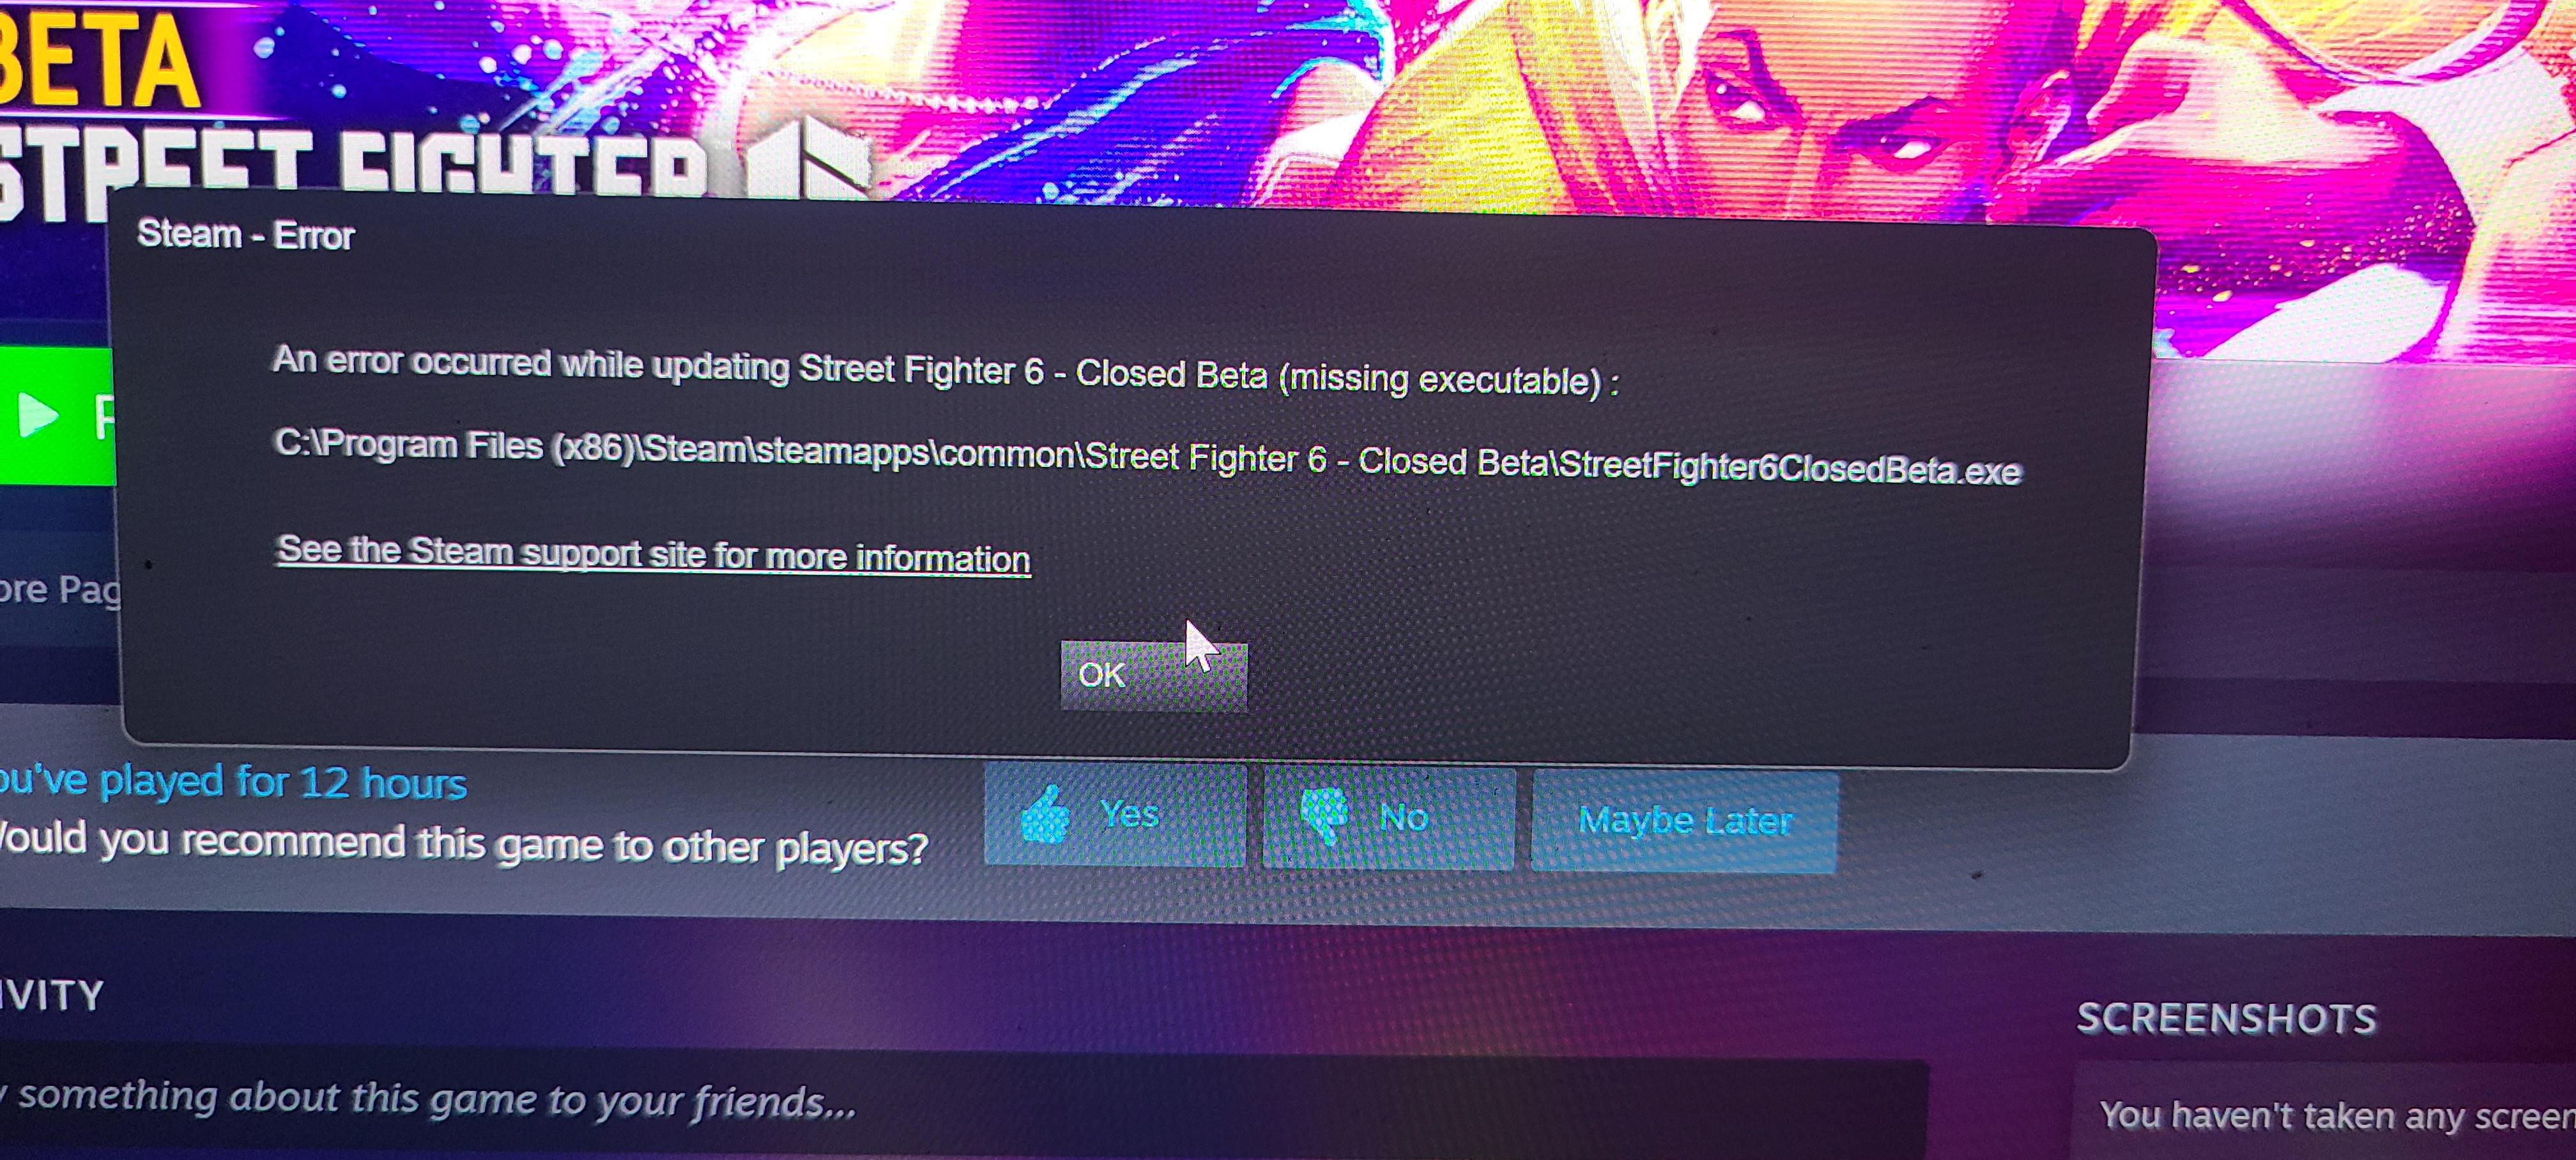 BETA
STREET FIGHTER 6
Steam - Error
An error occurred while updating Street Fighter 6 - Closed Beta (missing executable) :
C:\Program Files (x86)\Steam\steamapps\common\Street Fighter 6 - Closed Beta\StreetFighter6ClosedBeta.exe
See the Steam support site for more information
OK
ore Pag
ou've played for 12 hours
Yes
No
Maybe Later
ould you recommend this game to other players?
IVITY
SCREENSHOTS
y something about this game to your friends...
You haven't taken any screen